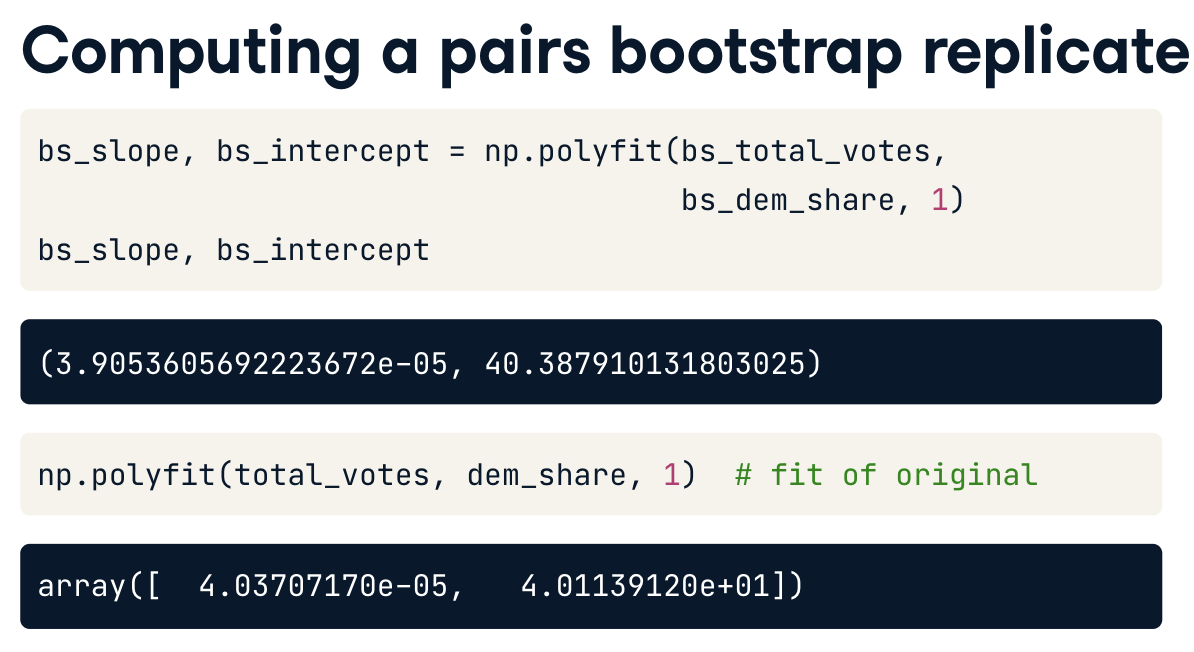 Computing a pairs bootstrap replicate
bs_slope, bs_intercept = np.polyfit(bs_total_votes,
                                    bs_dem_share, 1)
bs_slope, bs_intercept
(3.9053605692223672e-05, 40.387910131803025)
np.polyfit(total_votes, dem_share, 1)  # fit of original
array([  4.03707170e-05,   4.01139120e+01])